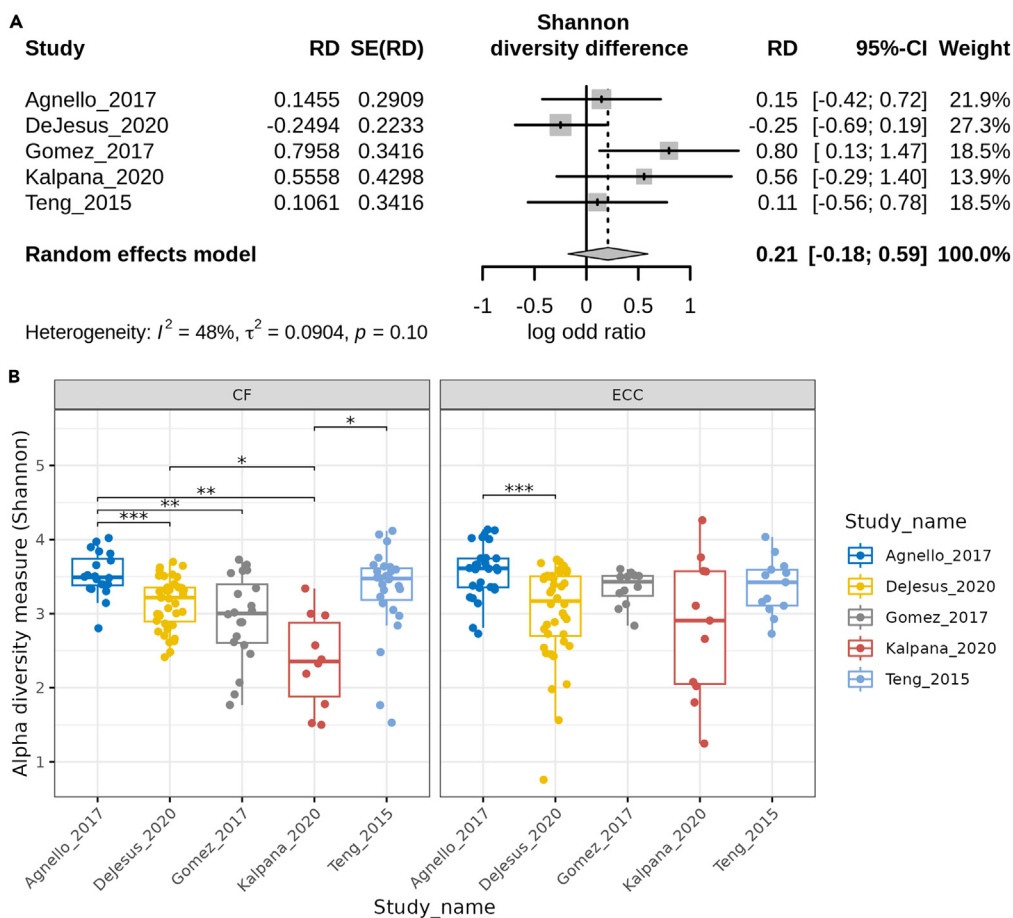 A
Shannon
Study RD SE(RD) diversity difference RD 95%-CI Weight
Agnello_2017 0.1455 0.2909 0.15 [-0.42; 0.72] 21.9%
DeJesus_2020 -0.2494 0.2233 -0.25 [-0.69; 0.19] 27.3%
Gomez_2017 0.7958 0.3416 0.80 [ 0.13; 1.47] 18.5%
Kalpana_2020 0.5558 0.4298 0.56 [-0.29; 1.40] 13.9%
Teng_2015 0.1061 0.3416 0.11 [-0.56; 0.78] 18.5%
Random effects model 0.21 [-0.18; 0.59] 100.0%
-1 -0.5 0 0.5 1
Heterogeneity: I² = 48%, τ² = 0.0904, p = 0.10 log odd ratio
B
CF ECC
Alpha diversity measure (Shannon)
5
4
3
2
1
*
*
**
**
***
***
Agnello_2017 DeJesus_2020 Gomez_2017 Kalpana_2020 Teng_2015 Agnello_2017 DeJesus_2020 Gomez_2017 Kalpana_2020 Teng_2015
Study_name
Study_name
Agnello_2017
DeJesus_2020
Gomez_2017
Kalpana_2020
Teng_2015